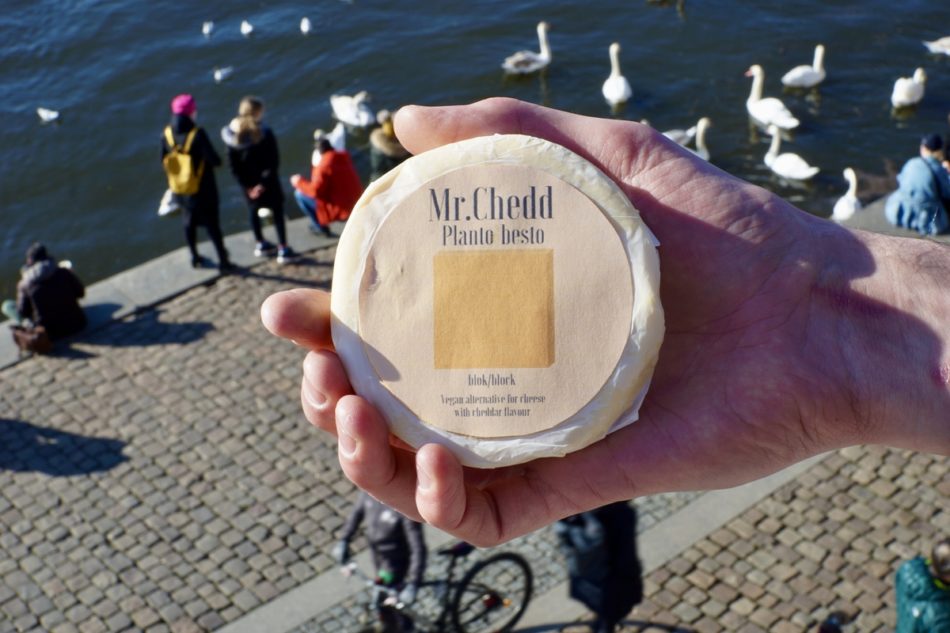 Mr.Chedd
Planto besto
blok/block
Vegan alternative for cheese
with cheddar flavour